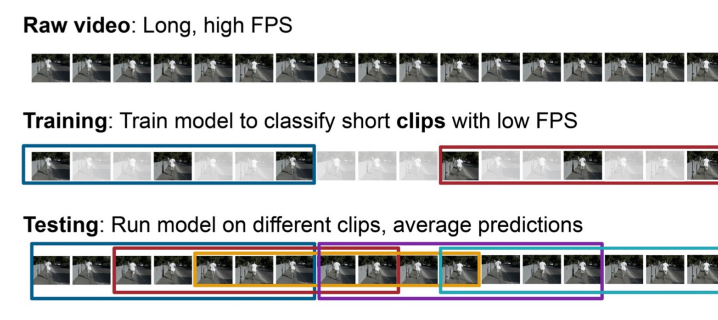 Raw video: Long, high FPS
Training: Train model to classify short clips with low FPS
Testing: Run model on different clips, average predictions